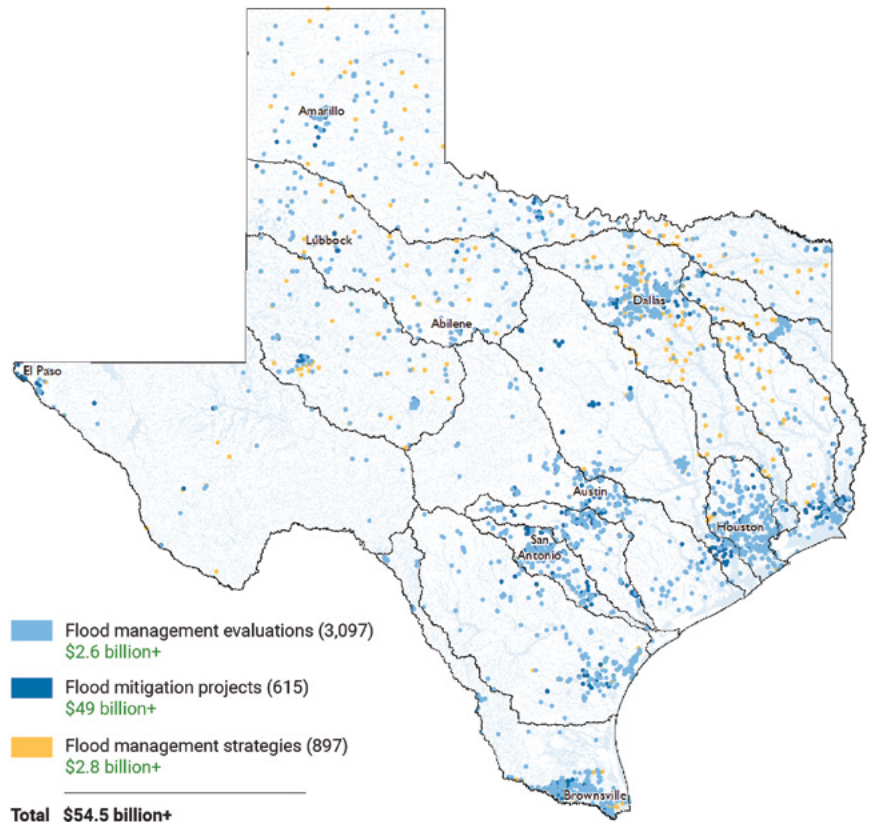 Amarillo
Lubbock
Dallas
Abilene
El Paso
Austin
Houston
San
Antonio
Flood management evaluations (3,097)
$2.6 billion+
Flood mitigation projects (615)
$49 billion+
Flood management strategies (897)
$2.8 billion+
Brownsville
Total $54.5 billion+